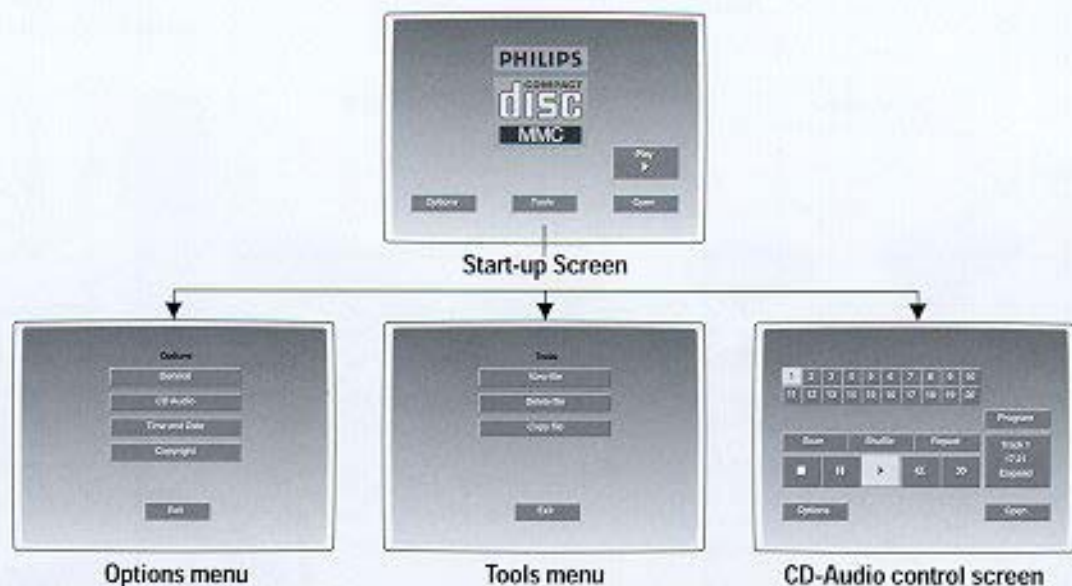 PHILIPS
COMPACT
disc
MMC
Play
Options Tools Open
Start-up Screen
Options
General
CD-Audio
Time and Date
Copyright
Exit
Options menu
Tools
View file
Delete file
Copy file
Exit
Tools menu
1 2 3 4 5 6 7 8 9 10
11 12 13 14 15 16 17 18 19 20
Program
Scan Shuffle Repeat
Track 1
Elapsed
Options Open
CD-Audio control screen